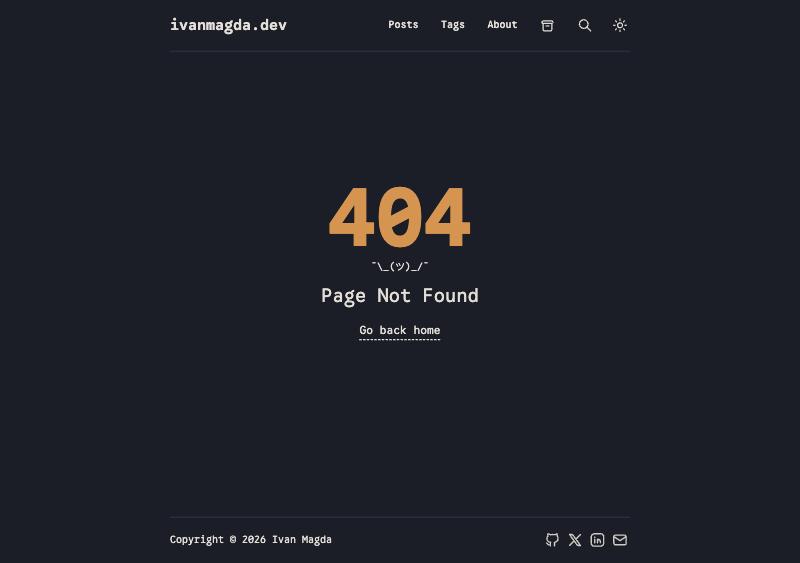 ivanmagda.dev
Posts Tags About
404
¯\_(ツ)_/¯
Page Not Found
Go back home
Copyright © 2026 Ivan Magda